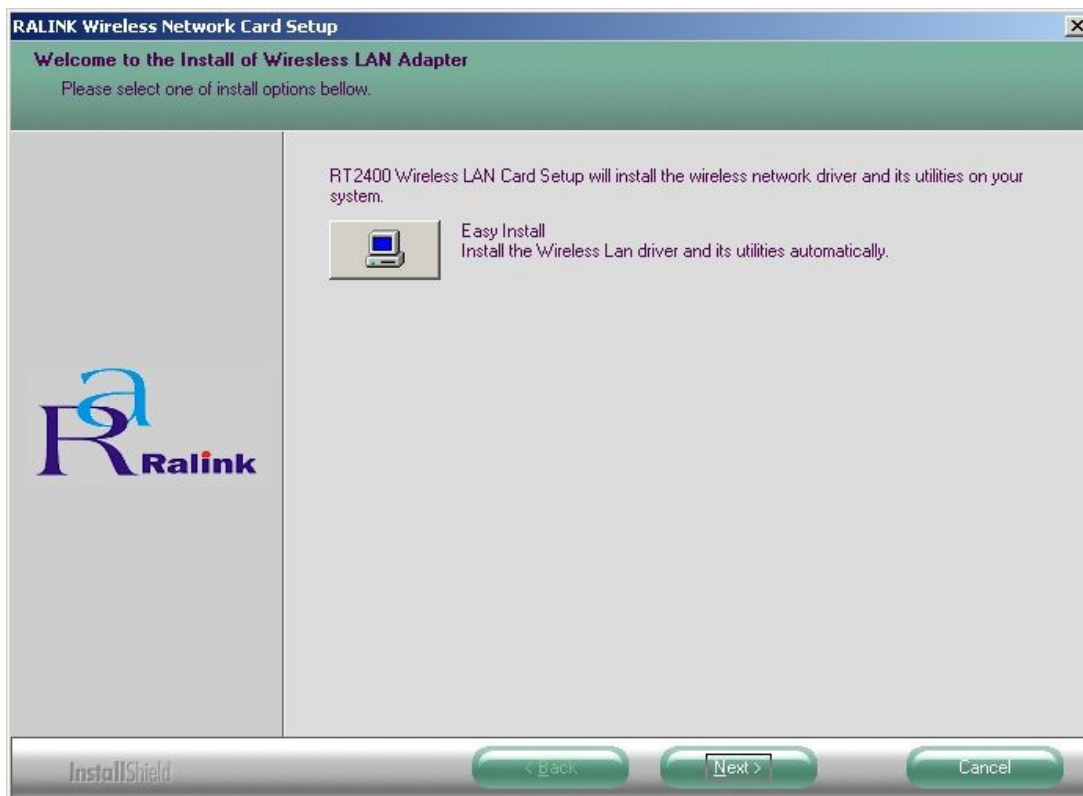 RALINK Wireless Network Card Setup
Welcome to the Install of Wiresless LAN Adapter
Please select one of install options bellow.
RT2400 Wireless LAN Card Setup will install the wireless network driver and its utilities on your
system.
Easy Install
Install the Wireless Lan driver and its utilities automatically.
Ra
Ralink
InstallShield
< Back
Next >
Cancel